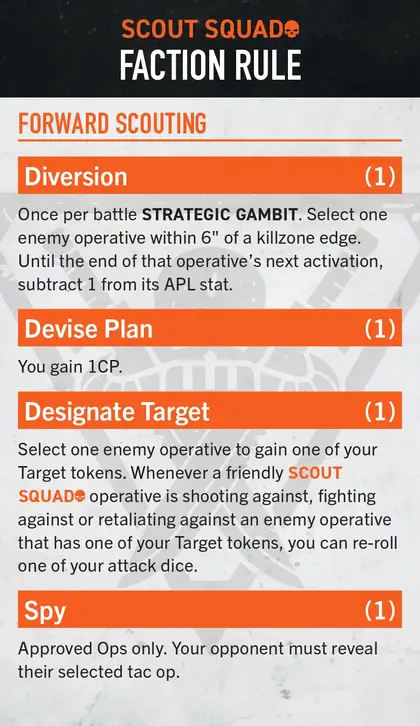 SCOUT SQUAD
FACTION RULE
FORWARD SCOUTING
Diversion (1)
Once per battle STRATEGIC GAMBIT. Select one
enemy operative within 6" of a killzone edge.
Until the end of that operative’s next activation,
subtract 1 from its APL stat.
Devise Plan (1)
You gain 1CP.
Designate Target (1)
Select one enemy operative to gain one of your
Target tokens. Whenever a friendly SCOUT
SQUAD operative is shooting against, fighting
against or retaliating against an enemy operative
that has one of your Target tokens, you can re-roll
one of your attack dice.
Spy (1)
Approved Ops only. Your opponent must reveal
their selected tac op.